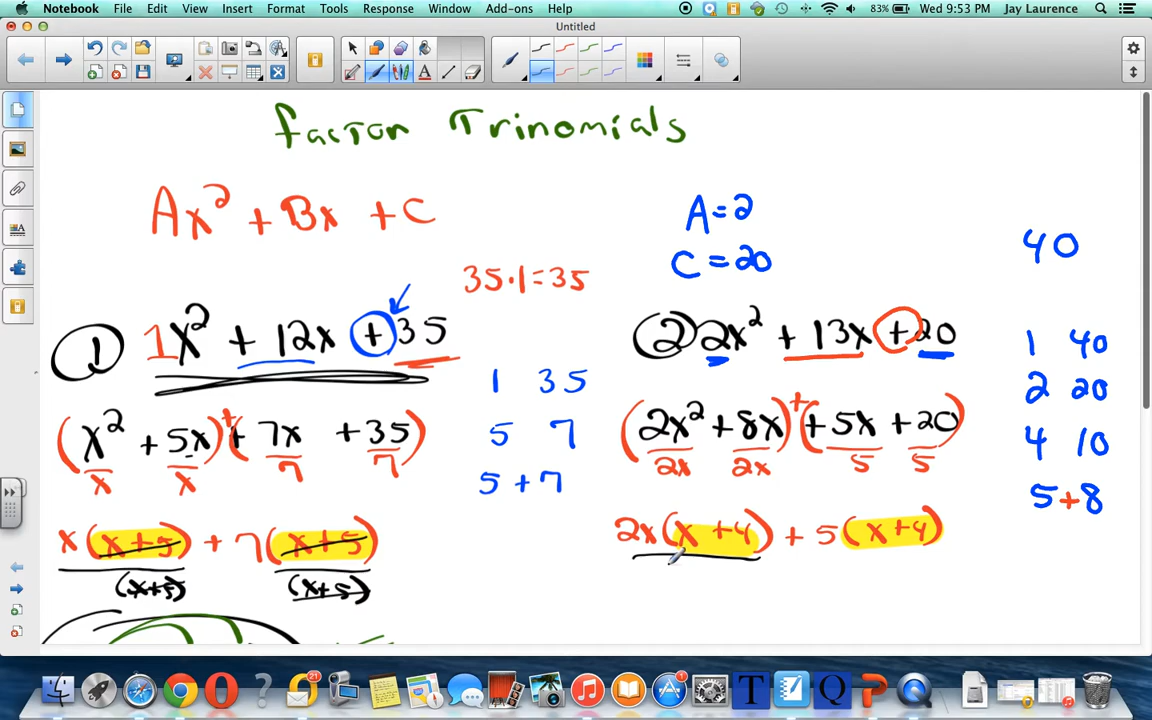 Notebook File Edit View Insert Format Tools Response Window Add-ons Help 83% Wed 9:53 PM Jay Laurence
Untitled
factor Trinomials
Ax² + Bx + C
A=2
C=20
40
35·1=35
① 1x² + 12x + 35
② 2x² + 13x + 20
1 35
5 7
5 + 7
1 40
2 20
4 10
5 + 8
(x² + 5x) + (+ 7x + 35)
x x 7 7
(2x² + 8x) + (+ 5x + 20)
2x 2x 5 5
x (x+5) + 7 (x+5)
(x+5) (x+5)
2x (x+4) + 5 (x+4)
21